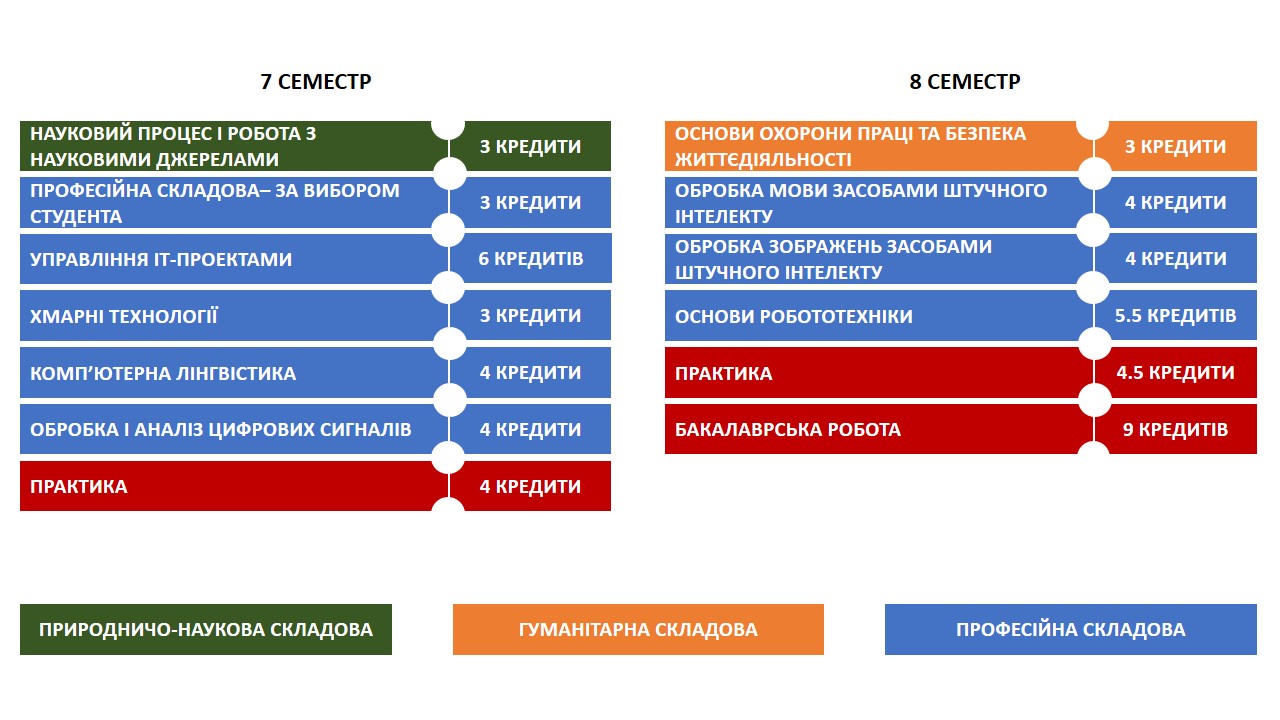 7 СЕМЕСТР
НАУКОВИЙ ПРОЦЕС І РОБОТА З
НАУКОВИМИ ДЖЕРЕЛАМИ
3 КРЕДИТИ
ПРОФЕСІЙНА СКЛАДОВА– ЗА ВИБОРОМ
СТУДЕНТА
3 КРЕДИТИ
УПРАВЛІННЯ ІТ-ПРОЕКТАМИ
6 КРЕДИТІВ
ХМАРНІ ТЕХНОЛОГІЇ
3 КРЕДИТИ
КОМП’ЮТЕРНА ЛІНГВІСТИКА
4 КРЕДИТИ
ОБРОБКА І АНАЛІЗ ЦИФРОВИХ СИГНАЛІВ
4 КРЕДИТИ
ПРАКТИКА
4 КРЕДИТИ
8 СЕМЕСТР
ОСНОВИ ОХОРОНИ ПРАЦІ ТА БЕЗПЕКА
ЖИТТЄДІЯЛЬНОСТІ
3 КРЕДИТИ
ОБРОБКА МОВИ ЗАСОБАМИ ШТУЧНОГО
ІНТЕЛЕКТУ
4 КРЕДИТИ
ОБРОБКА ЗОБРАЖЕНЬ ЗАСОБАМИ
ШТУЧНОГО ІНТЕЛЕКТУ
4 КРЕДИТИ
ОСНОВИ РОБОТОТЕХНІКИ
5.5 КРЕДИТІВ
ПРАКТИКА
4.5 КРЕДИТИ
БАКАЛАВРСЬКА РОБОТА
9 КРЕДИТІВ
ПРИРОДНИЧО-НАУКОВА СКЛАДОВА
ГУМАНІТАРНА СКЛАДОВА
ПРОФЕСІЙНА СКЛАДОВА